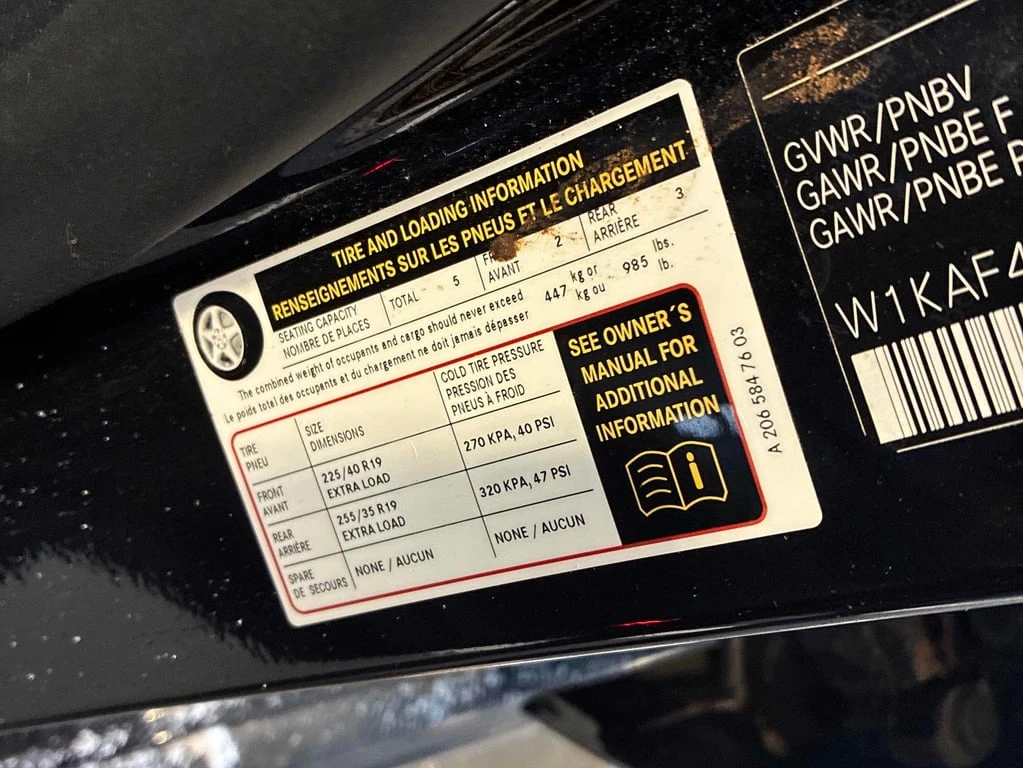 TIRE AND LOADING INFORMATION
RENSEIGNEMENTS SUR LES PNEUS ET LE CHARGEMENT
SEATING CAPACITY
NOMBRE DE PLACES
TOTAL 5
AVANT 2
REAR
ARRIÈRE 3
The combined weight of occupants and cargo should never exceed 447 kg or 985 lbs.
Le poids total des occupants et du chargement ne doit jamais dépasser kg ou lb.
TIRE
PNEU
SIZE
DIMENSIONS
COLD TIRE PRESSURE
PRESSION DES
PNEUS À FROID
FRONT
AVANT
225/40 R19
EXTRA LOAD
270 KPA, 40 PSI
REAR
ARRIÈRE
255/35 R19
EXTRA LOAD
320 KPA, 47 PSI
SPARE
DE SECOURS
NONE / AUCUN
NONE / AUCUN
SEE OWNER´S
MANUAL FOR
ADDITIONAL
INFORMATION
A 206 584 76 03
GVWR/PNBV
GAWR/PNBE F
GAWR/PNBE
W1KAF4